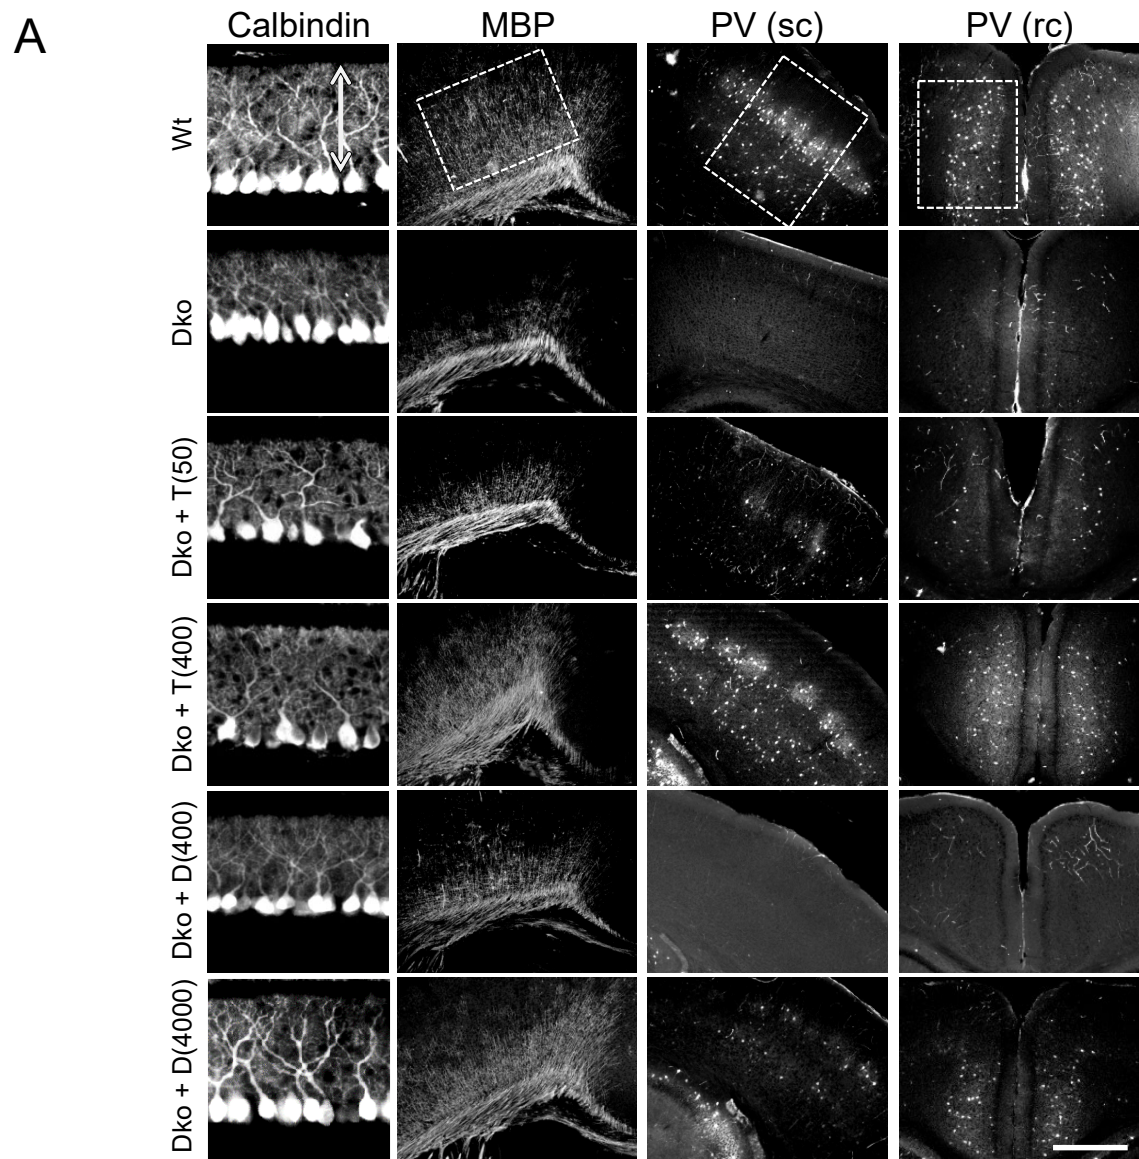 A
Calbindin MBP PV (sc) PV (rc)
Wt
Dko
Dko + T(50)
Dko + T(400)
Dko + D(400)
Dko + D(4000)